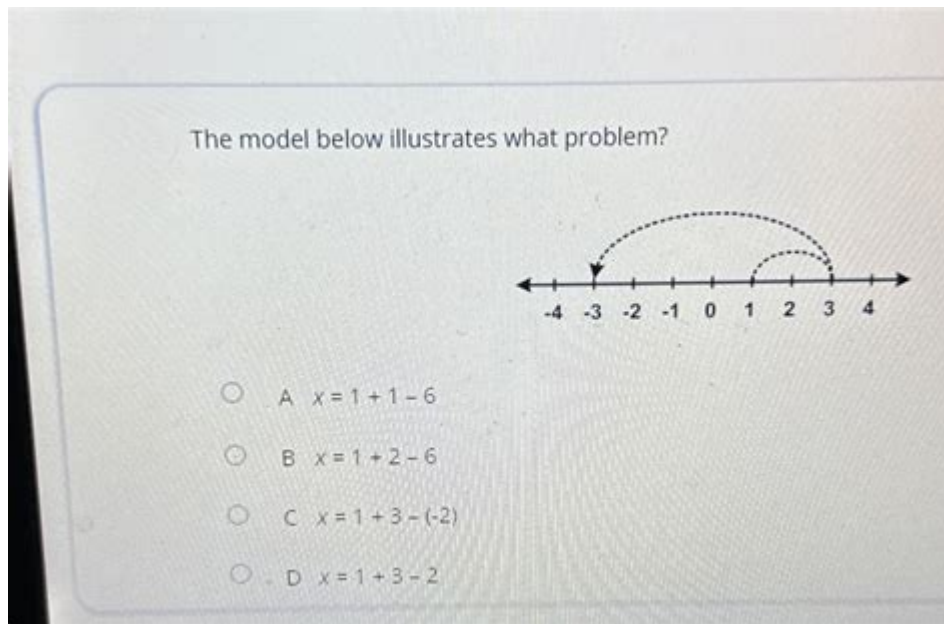 The model below illustrates what problem?
-4 -3 -2 -1 0 1 2 3 4
A x = 1 + 1 – 6
B x = 1 + 2 – 6
C x = 1 + 3 – (-2)
D x = 1 + 3 – 2